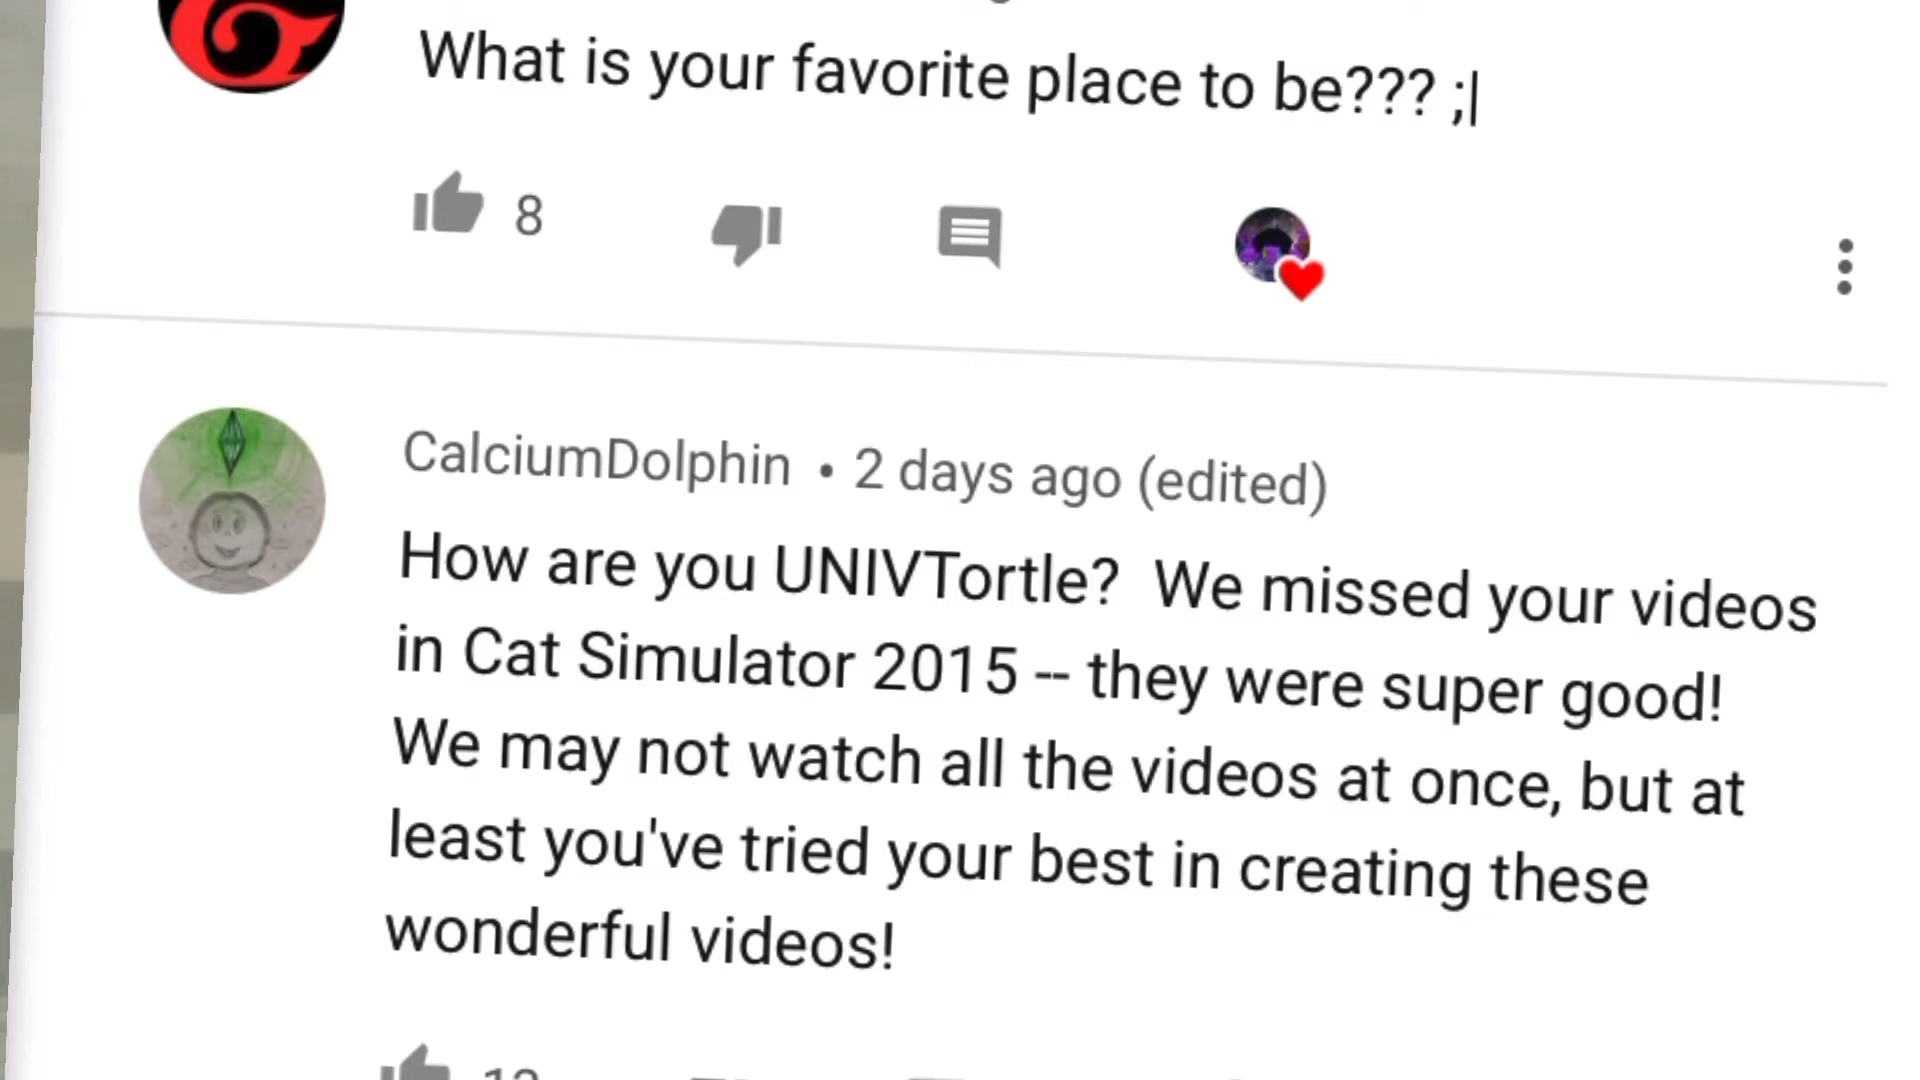 What is your favorite place to be??? ;|
8
CalciumDolphin • 2 days ago (edited)
How are you UNIVTortle?  We missed your videos
in Cat Simulator 2015 -- they were super good!
We may not watch all the videos at once, but at
least you've tried your best in creating these
wonderful videos!